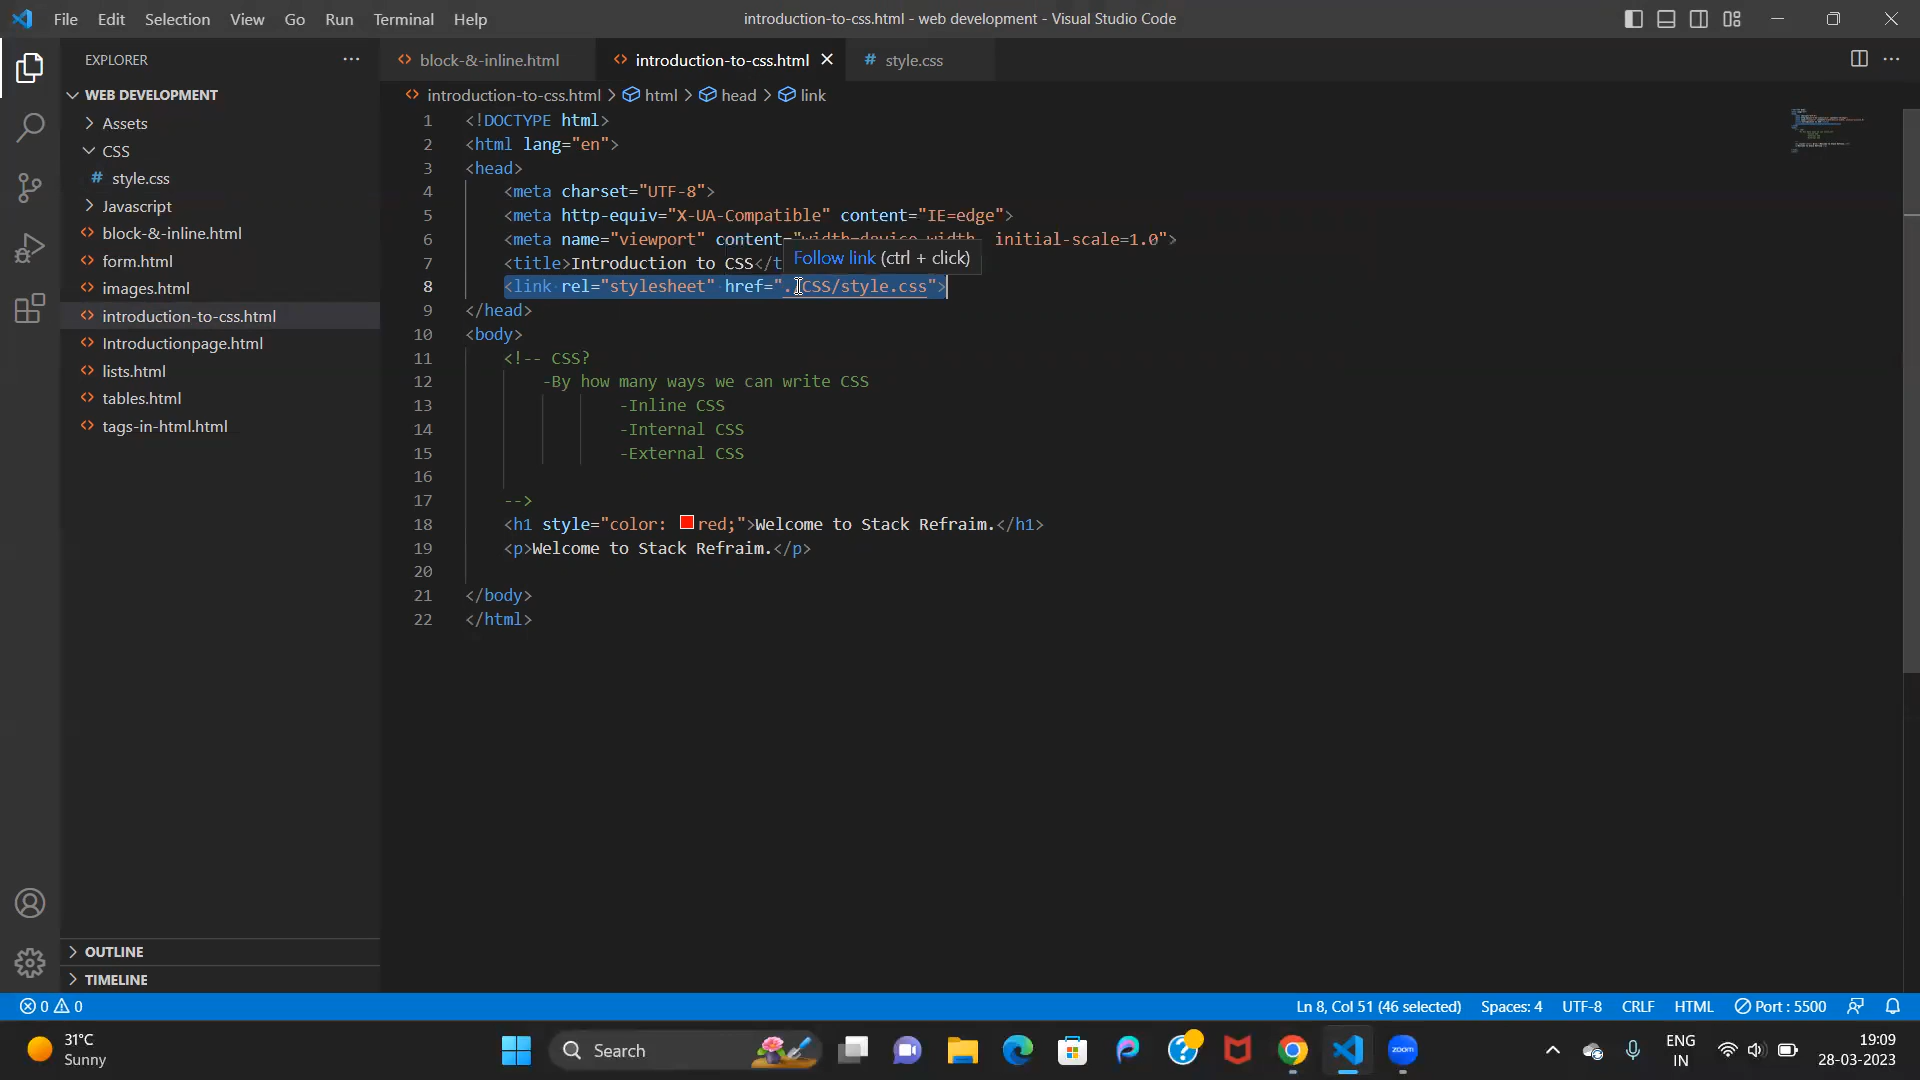 File Edit Selection View Go Run Terminal Help
introduction-to-css.html - web development - Visual Studio Code
EXPLORER
WEB DEVELOPMENT
Assets
CSS
# style.css
Javascript
block-&-inline.html
form.html
images.html
introduction-to-css.html
Introductionpage.html
lists.html
tables.html
tags-in-html.html
OUTLINE
TIMELINE
block-&-inline.html introduction-to-css.html # style.css
introduction-to-css.html > html > head > link
1 <!DOCTYPE html>
2 <html lang="en">
3 <head>
4 <meta charset="UTF-8">
5 <meta http-equiv="X-UA-Compatible" content="IE=edge">
6 <meta name="viewport" content="width=device-width, initial-scale=1.0">
7 <title>Introduction to CSS</t
Follow link (ctrl + click)
8 <link rel="stylesheet" href="./CSS/style.css">
9 </head>
10 <body>
11 <!-- CSS?
12 -By how many ways we can write CSS
13 -Inline CSS
14 -Internal CSS
15 -External CSS
16
17 -->
18 <h1 style="color: red;">Welcome to Stack Refraim.</h1>
19 <p>Welcome to Stack Refraim.</p>
20
21 </body>
22 </html>
0 0
Ln 8, Col 51 (46 selected) Spaces: 4 UTF-8 CRLF HTML Port : 5500
31°C
Sunny
Search
zoom
ENG
IN
19:09
28-03-2023